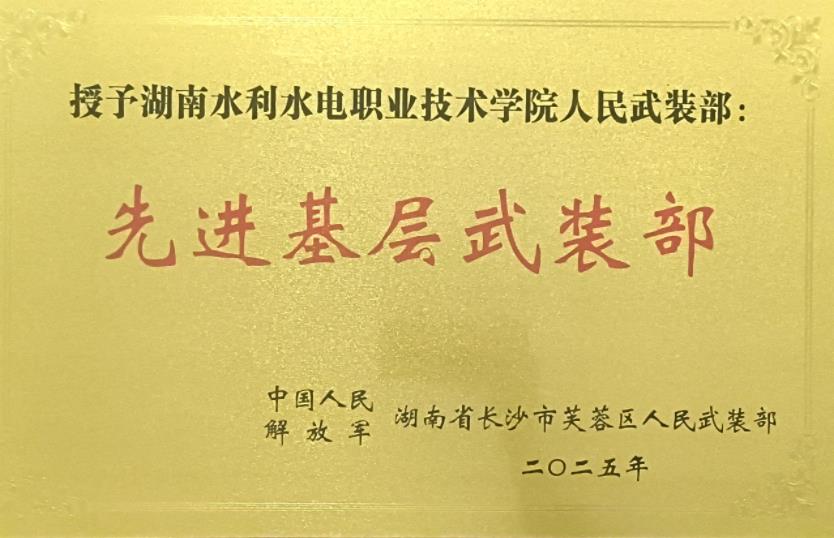 授予湖南水利水电职业技术学院人民武装部：
先进基层武装部
中国人民
解放军
湖南省长沙市芙蓉区人民武装部
二〇二五年